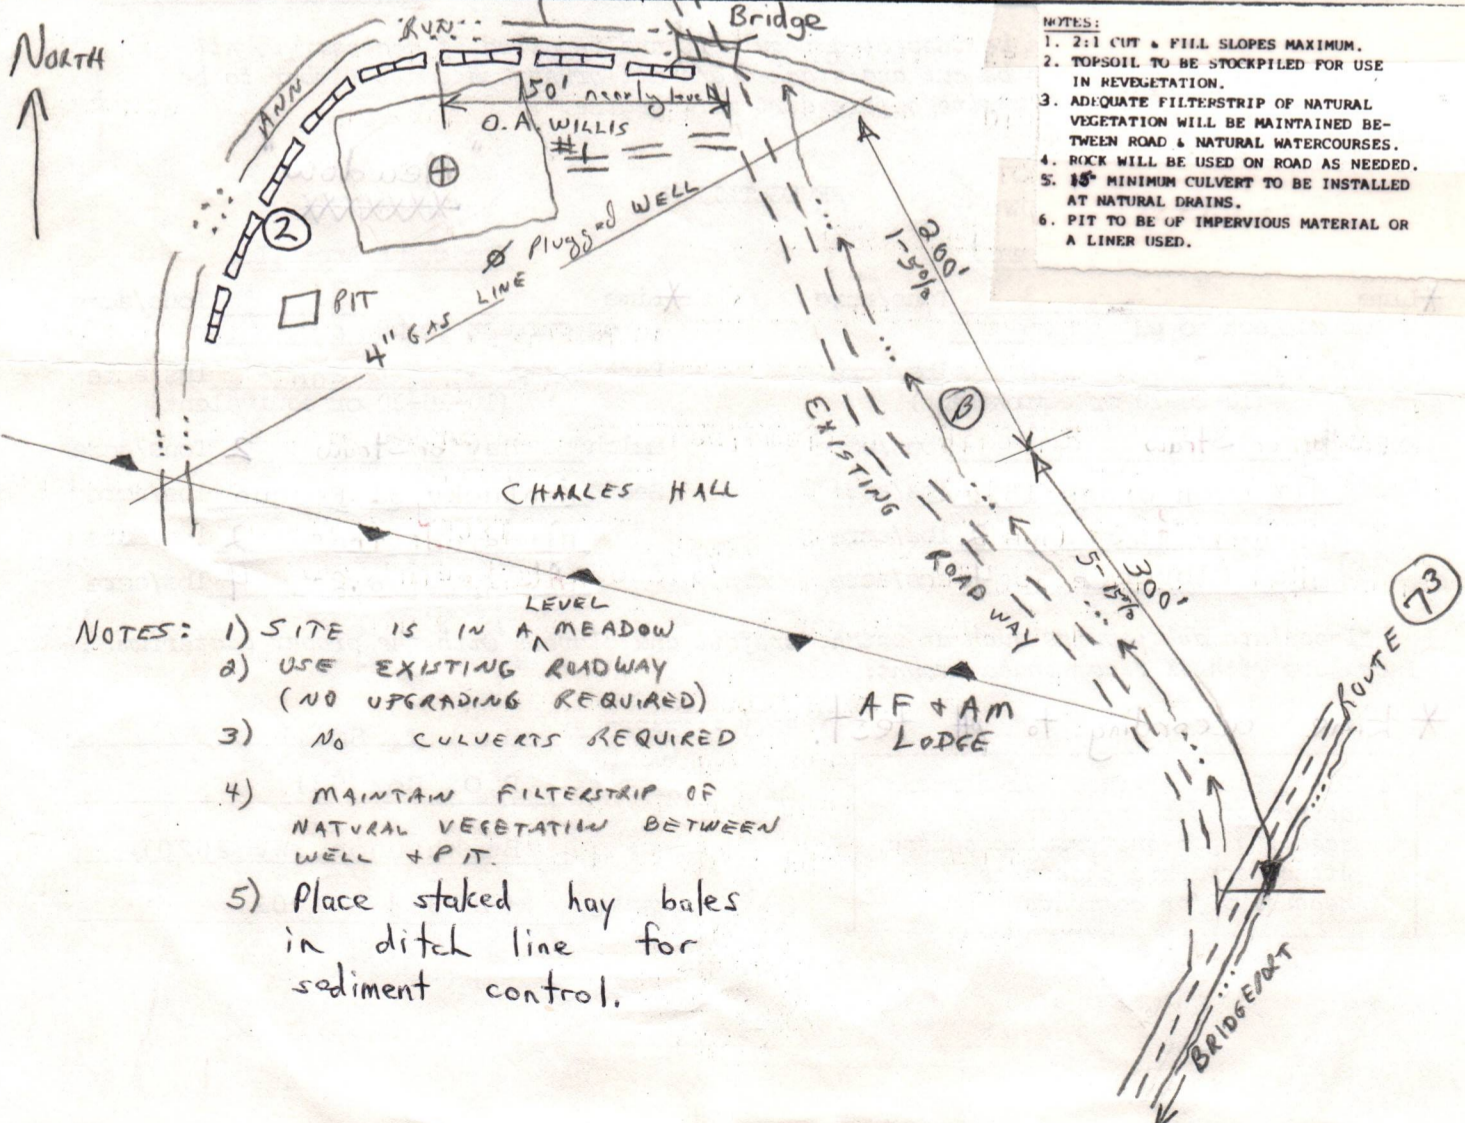 NORTH
ANN
RUN
Bridge
150' nearly level
O.A. WILLIS
#1
2
PIT
Plugged WELL
4" GAS LINE
200'
1-5%
B
EXISTING
ROADWAY
300'
5-15%
CHARLES HALL
AF & AM
LODGE
ROUTE 73
BRIDGEPORT
NOTES:
1. 2:1 CUT & FILL SLOPES MAXIMUM.
2. TOPSOIL TO BE STOCKPILED FOR USE
IN REVEGETATION.
3. ADEQUATE FILTERSTRIP OF NATURAL
VEGETATION WILL BE MAINTAINED BE-
TWEEN ROAD & NATURAL WATERCOURSES.
4. ROCK WILL BE USED ON ROAD AS NEEDED.
5. 15" MINIMUM CULVERT TO BE INSTALLED
AT NATURAL DRAINS.
6. PIT TO BE OF IMPERVIOUS MATERIAL OR
A LINER USED.
NOTES: 1) SITE IS IN A LEVEL MEADOW
2) USE EXISTING ROADWAY
(NO UPGRADING REQUIRED)
3) NO CULVERTS REQUIRED
4) MAINTAIN FILTERSTRIP OF
NATURAL VEGETATION BETWEEN
WELL & PIT.
5) Place staked hay bales
in ditch line for
sediment control.